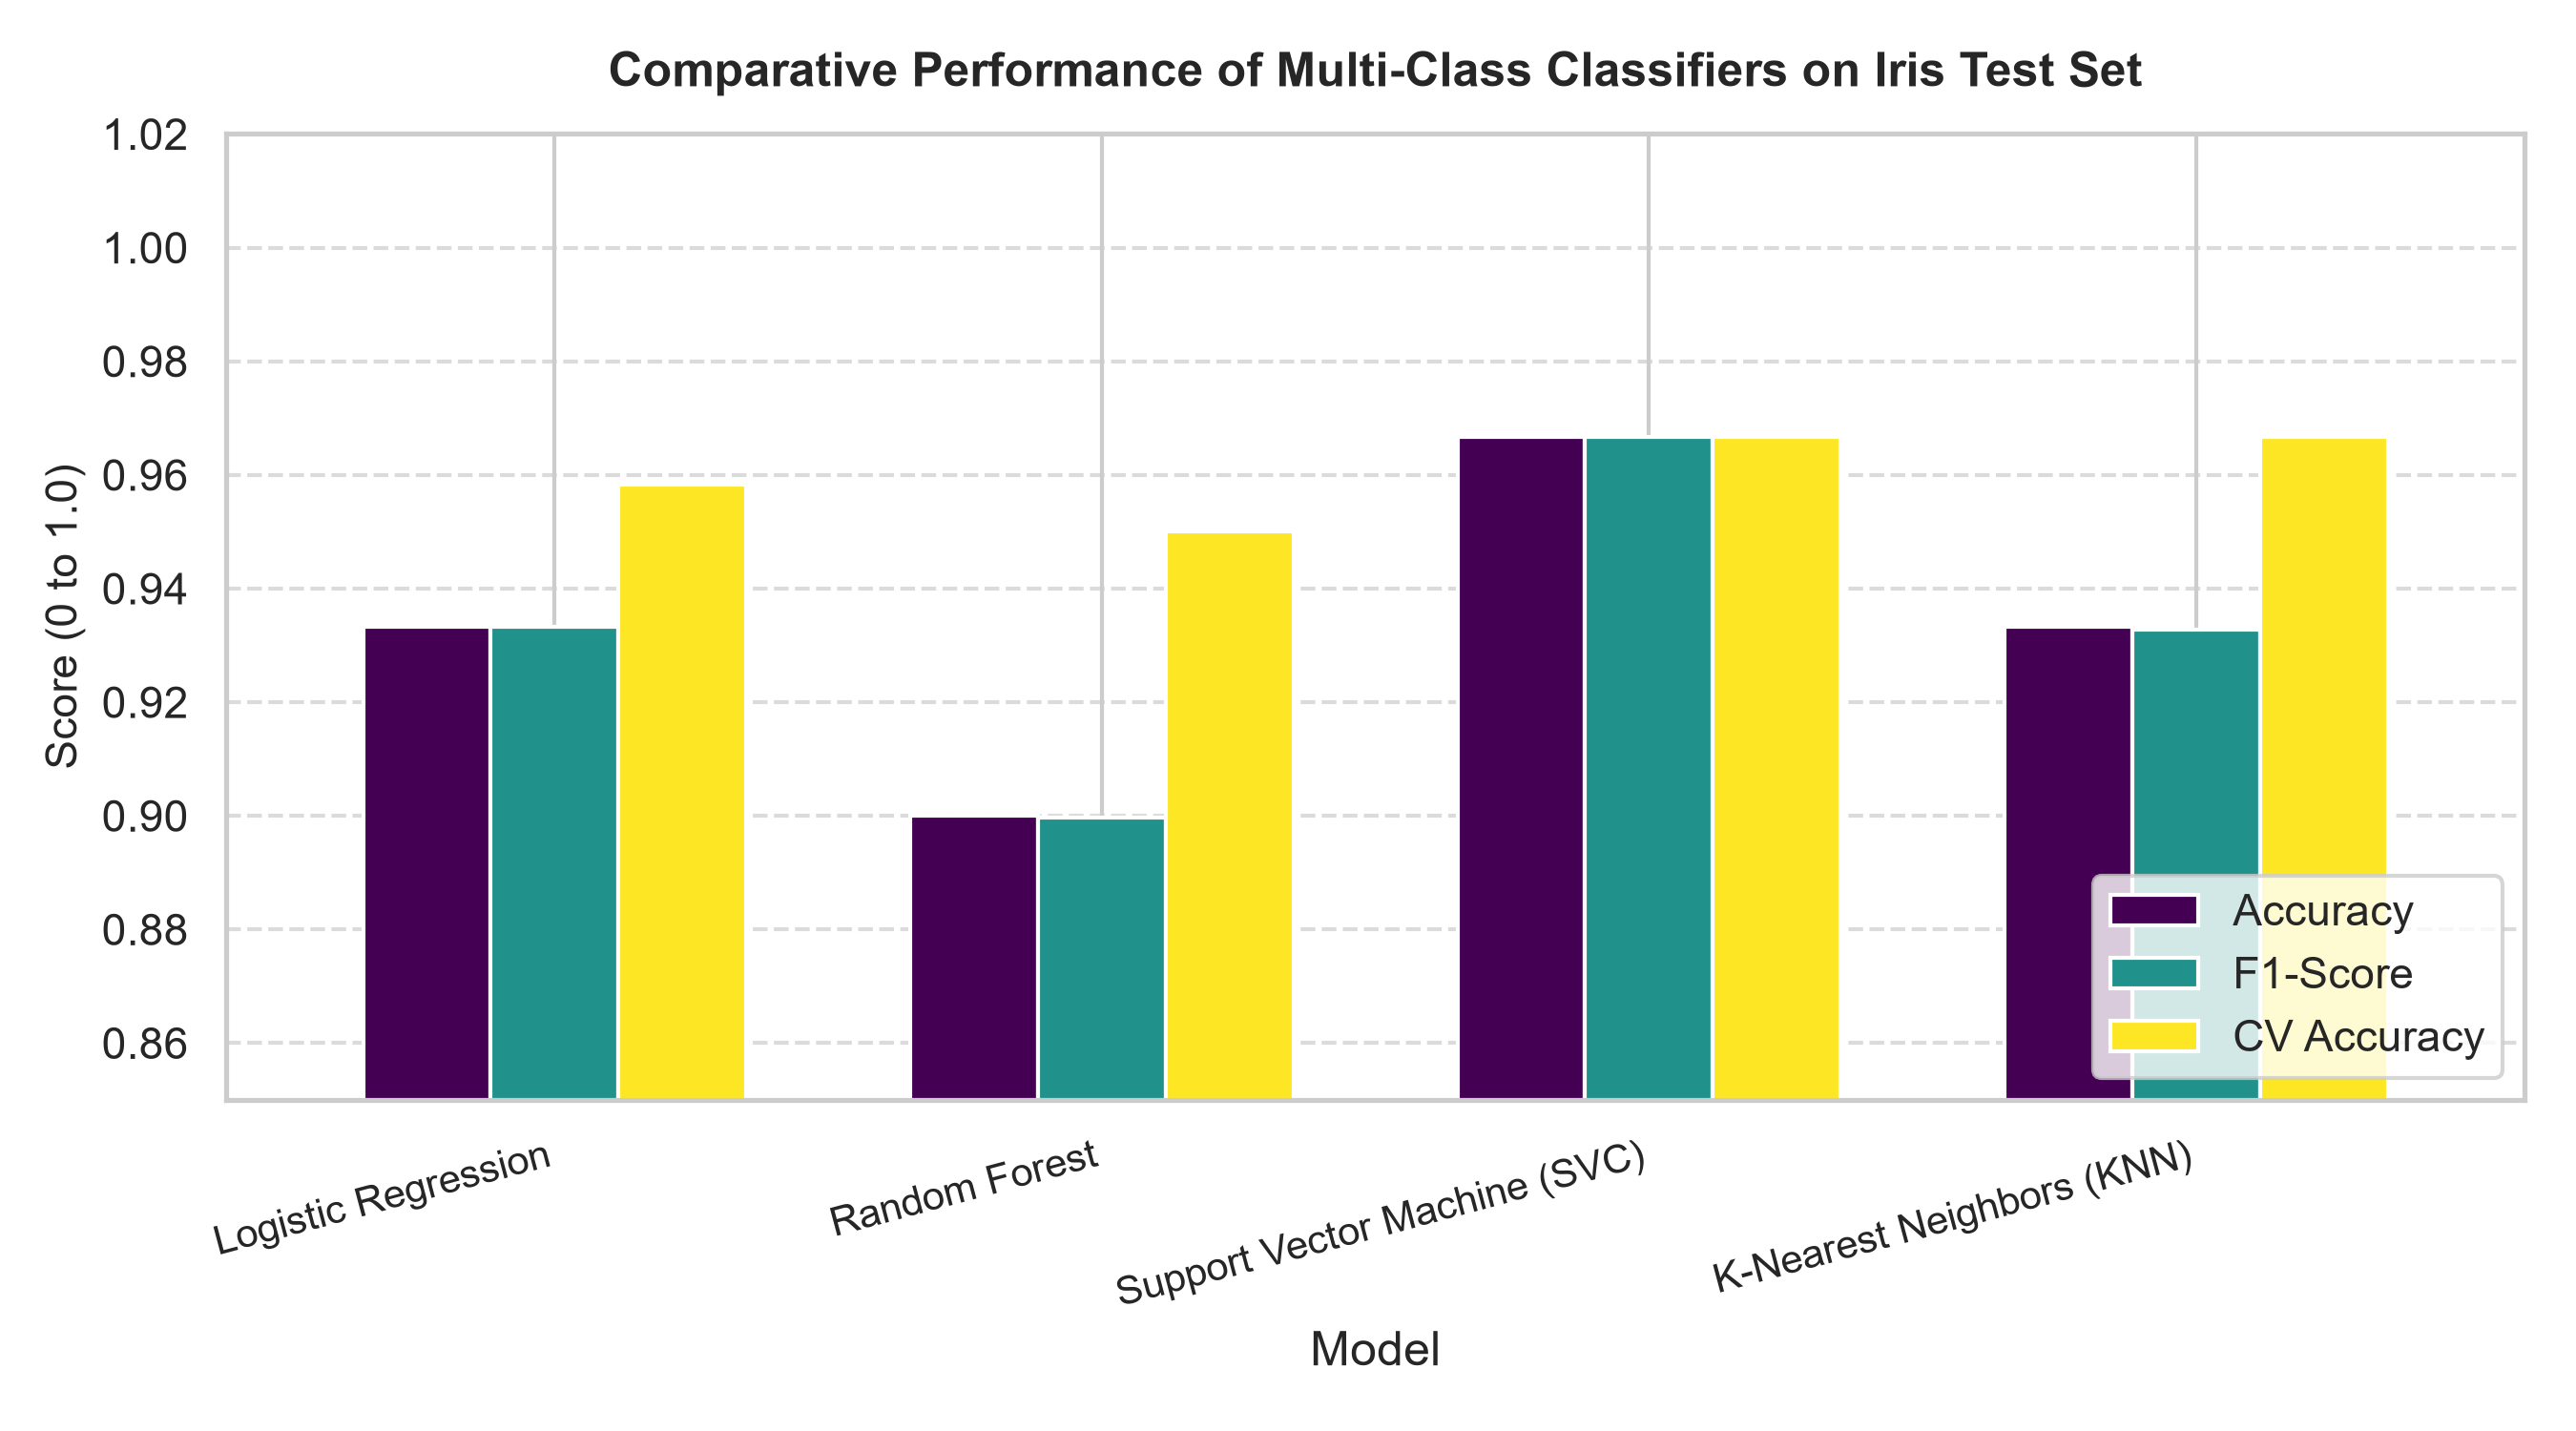 Comparative Performance of Multi-Class Classifiers on Iris Test Set
1.02
1.00
0.98
0.96
0.94
0.92
0.90
0.88
0.86
Score (0 to 1.0)
Accuracy
F1-Score
CV Accuracy
Logistic Regression
Random Forest
Support Vector Machine (SVC)
K-Nearest Neighbors (KNN)
Model